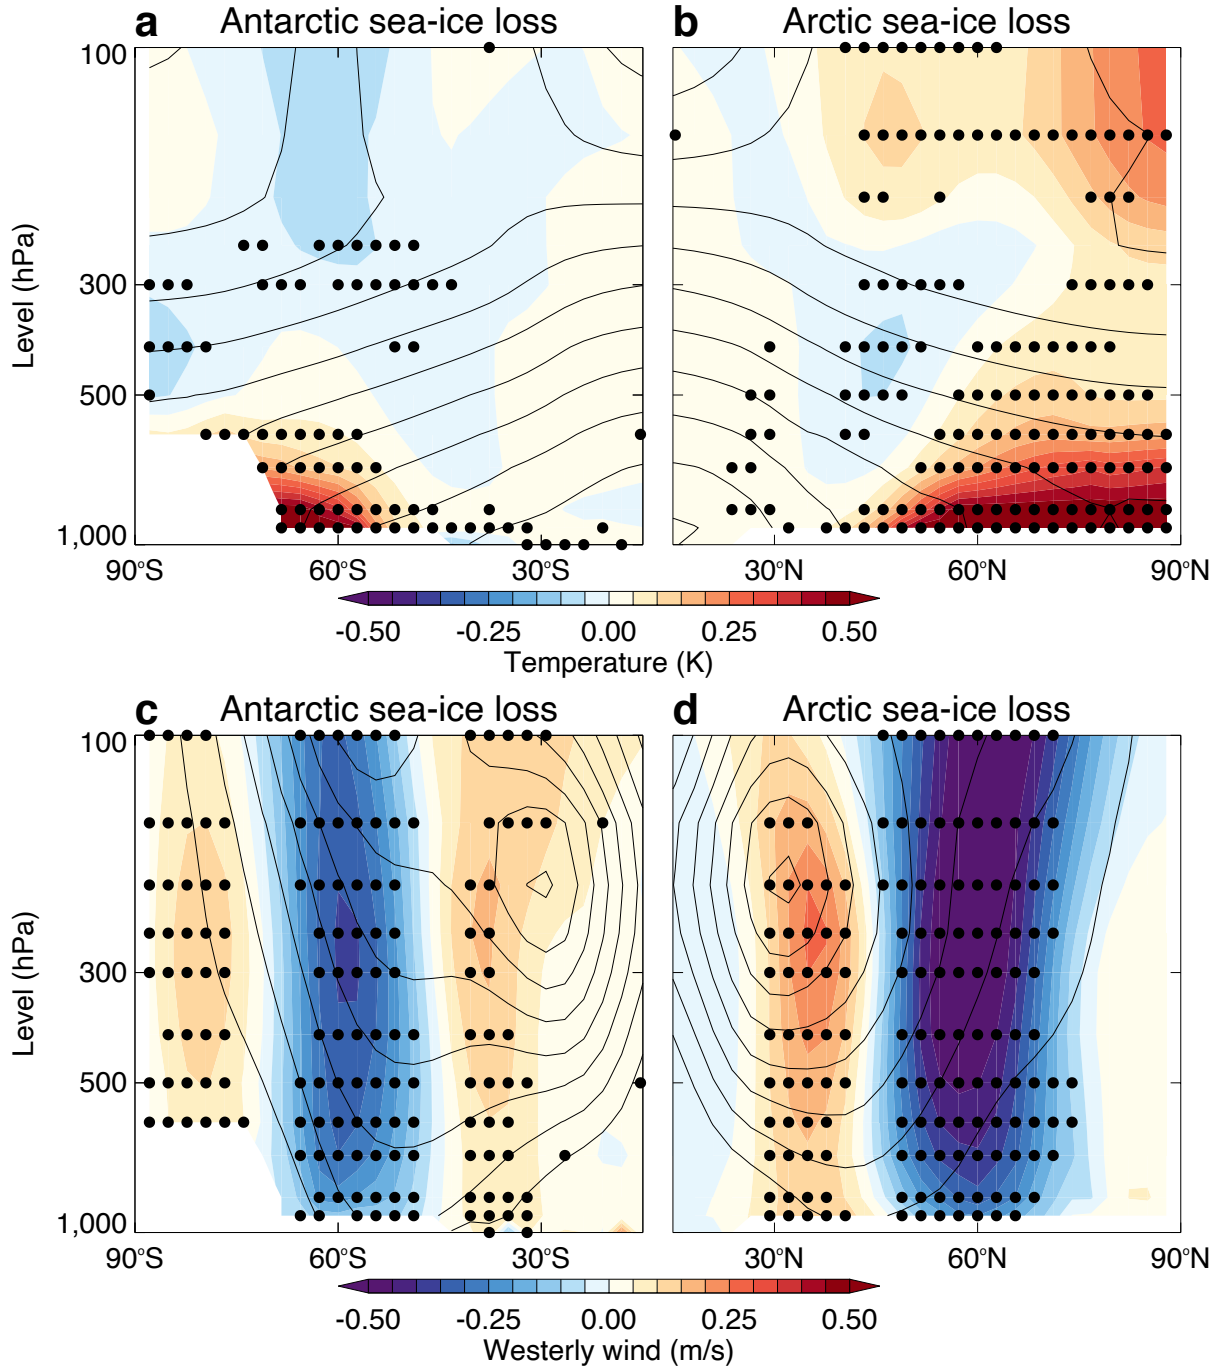 a Antarctic sea-ice loss
b Arctic sea-ice loss
100
300
500
1,000
Level (hPa)
90°S 60°S 30°S
30°N 60°N 90°N
-0.50 -0.25 0.00 0.25 0.50
Temperature (K)
c Antarctic sea-ice loss
d Arctic sea-ice loss
100
300
500
1,000
Level (hPa)
90°S 60°S 30°S
30°N 60°N 90°N
-0.50 -0.25 0.00 0.25 0.50
Westerly wind (m/s)